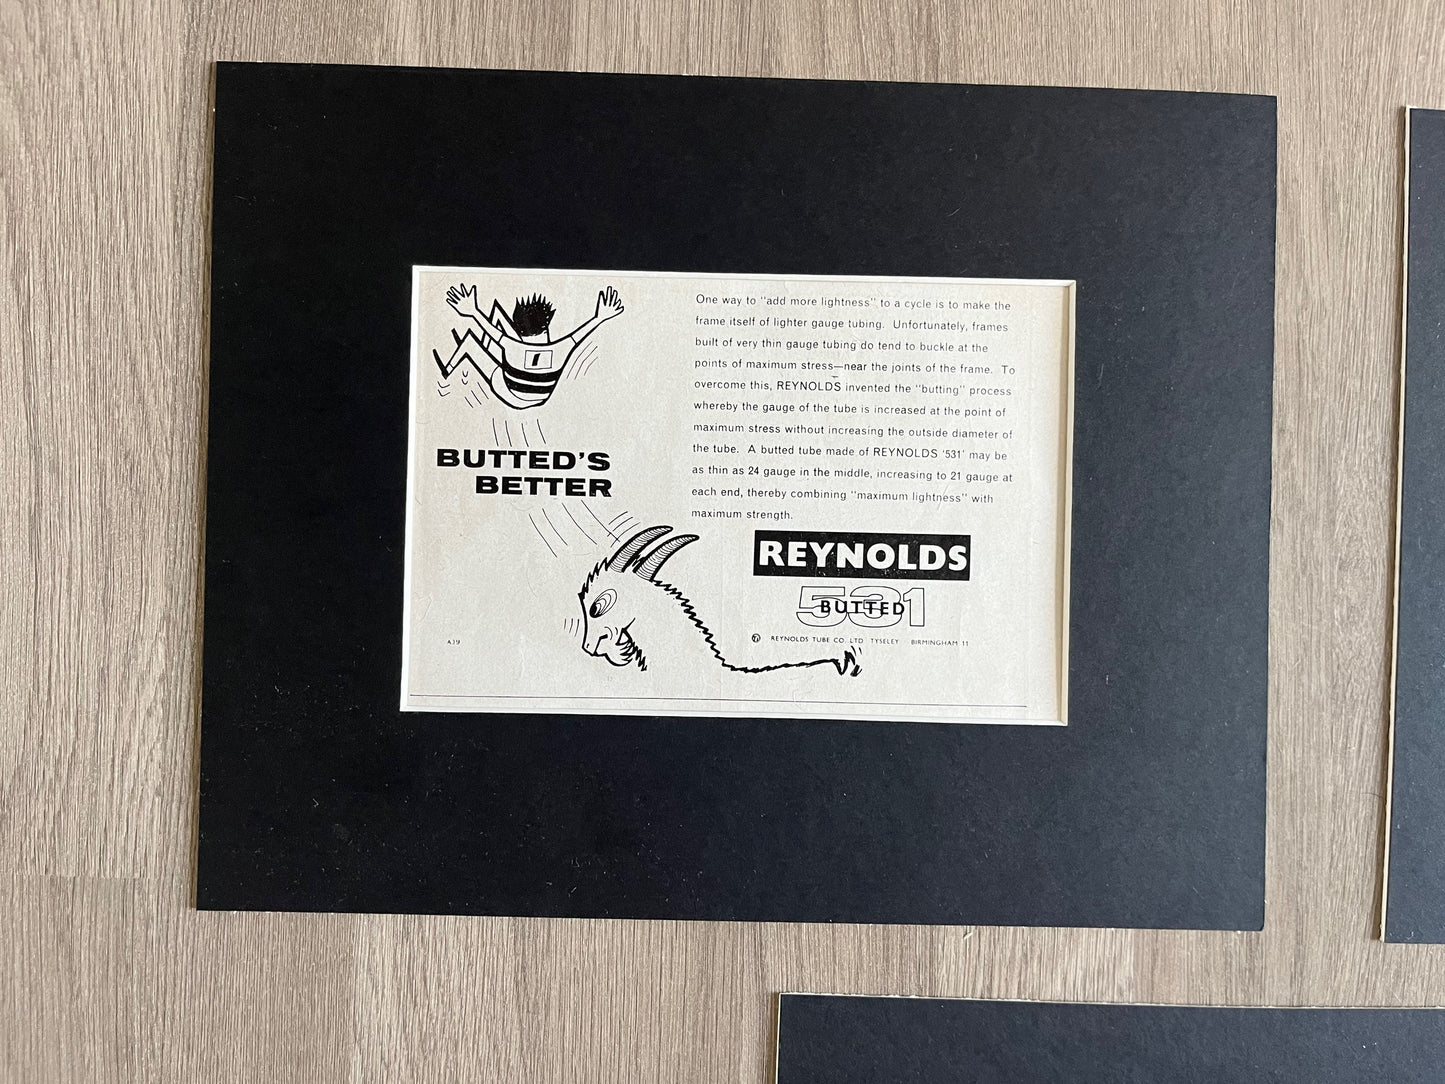 1
BUTTED'S
BETTER
One way to "add more lightness" to a cycle is to make the
frame itself of lighter gauge tubing. Unfortunately, frames
built of very thin gauge tubing do tend to buckle at the
points of maximum stress—near the joints of the frame. To
overcome this, REYNOLDS invented the "butting" process
whereby the gauge of the tube is increased at the point of
maximum stress without increasing the outside diameter of
the tube. A butted tube made of REYNOLDS '531' may be
as thin as 24 gauge in the middle, increasing to 21 gauge at
each end, thereby combining "maximum lightness" with
maximum strength.
REYNOLDS
531
BUTTED
REYNOLDS TUBE CO. LTD TYSELEY BIRMINGHAM 11
A39